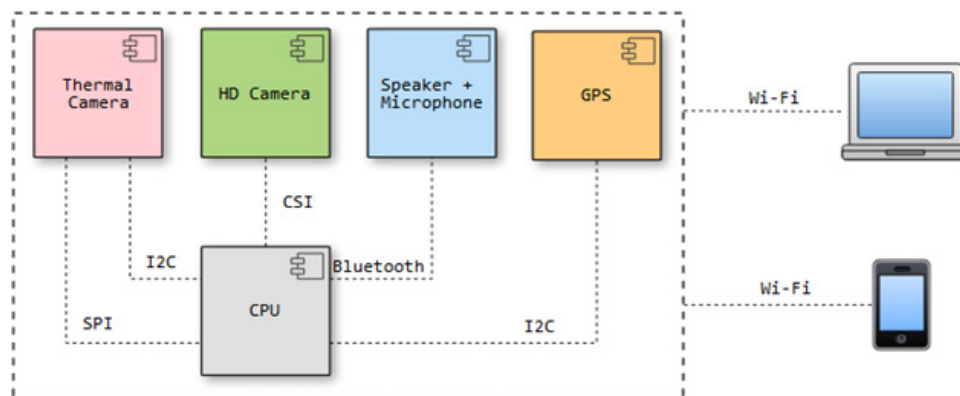 Thermal
Camera
HD Camera
Speaker +
Microphone
GPS
Wi-Fi
CSI
I2C
Bluetooth
Wi-Fi
CPU
SPI
I2C